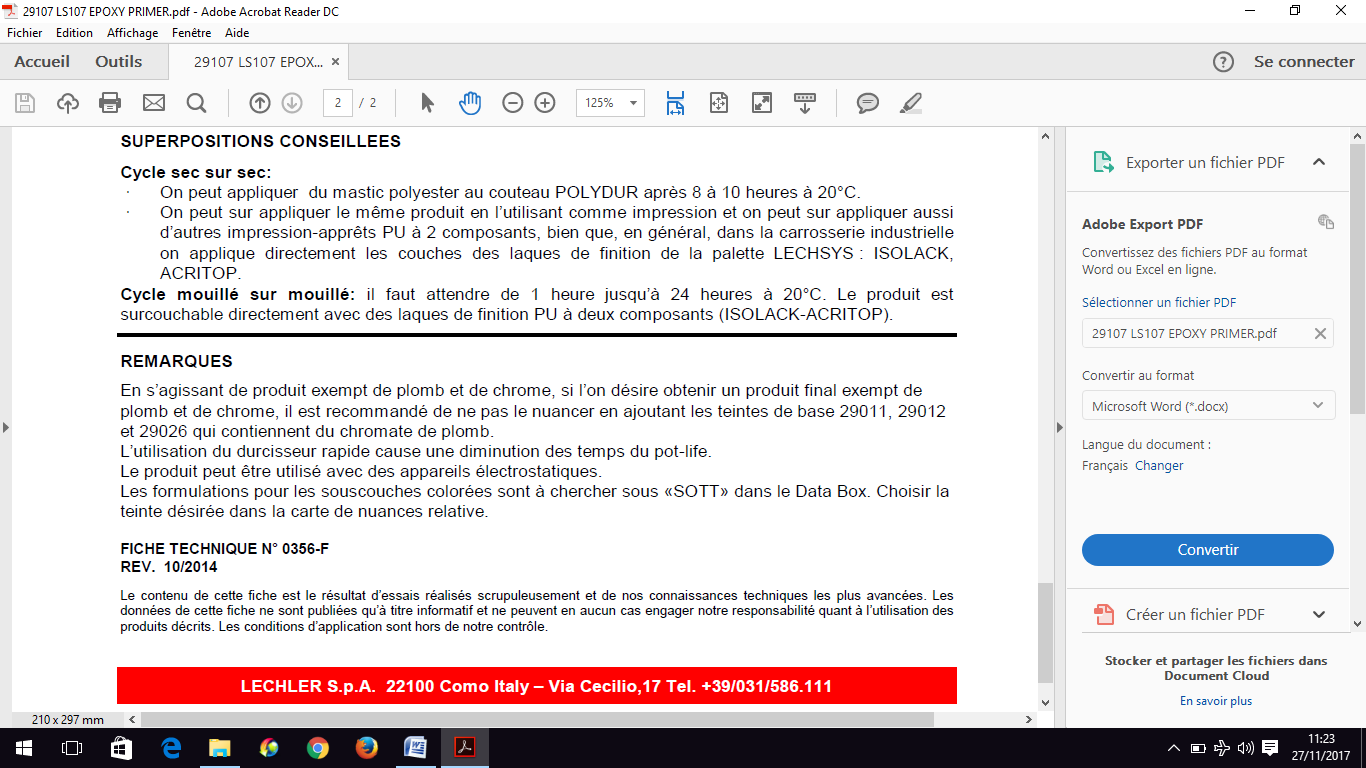 29107 LS107 EPOXY PRIMER.pdf - Adobe Acrobat Reader DC
Fichier Edition Affichage Fenêtre Aide
Accueil Outils 29107 LS107 EPOX... × ? Se connecter
2 / 2 125%
SUPERPOSITIONS CONSEILLEES
Cycle sec sur sec:
· On peut appliquer du mastic polyester au couteau POLYDUR après 8 à 10 heures à 20°C.
· On peut sur appliquer le même produit en l’utilisant comme impression et on peut sur appliquer aussi
d’autres impression-apprêts PU à 2 composants, bien que, en général, dans la carrosserie industrielle
on applique directement les couches des laques de finition de la palette LECHSYS : ISOLACK,
ACRITOP.
Cycle mouillé sur mouillé: il faut attendre de 1 heure jusqu’à 24 heures à 20°C. Le produit est
surcouchable directement avec des laques de finition PU à deux composants (ISOLACK-ACRITOP).
REMARQUES
En s’agissant de produit exempt de plomb et de chrome, si l’on désire obtenir un produit final exempt de
plomb et de chrome, il est recommandé de ne pas le nuancer en ajoutant les teintes de base 29011, 29012
et 29026 qui contiennent du chromate de plomb.
L’utilisation du durcisseur rapide cause une diminution des temps du pot-life.
Le produit peut être utilisé avec des appareils électrostatiques.
Les formulations pour les souscouches colorées sont à chercher sous «SOTT» dans le Data Box. Choisir la
teinte désirée dans la carte de nuances relative.
FICHE TECHNIQUE N° 0356-F
REV. 10/2014
Le contenu de cette fiche est le résultat d’essais réalisés scrupuleusement et de nos connaissances techniques les plus avancées. Les
données de cette fiche ne sont publiées qu’à titre informatif et ne peuvent en aucun cas engager notre responsabilité quant à l’utilisation des
produits décrits. Les conditions d’application sont hors de notre contrôle.
LECHLER S.p.A. 22100 Como Italy – Via Cecilio,17 Tel. +39/031/586.111
210 x 297 mm
Exporter un fichier PDF
Adobe Export PDF
Convertissez des fichiers PDF au format
Word ou Excel en ligne.
Sélectionner un fichier PDF
29107 LS107 EPOXY PRIMER.pdf
Convertir au format
Microsoft Word (*.docx)
Langue du document :
Français Changer
Convertir
Créer un fichier PDF
Stocker et partager les fichiers dans
Document Cloud
En savoir plus
11:23
27/11/2017